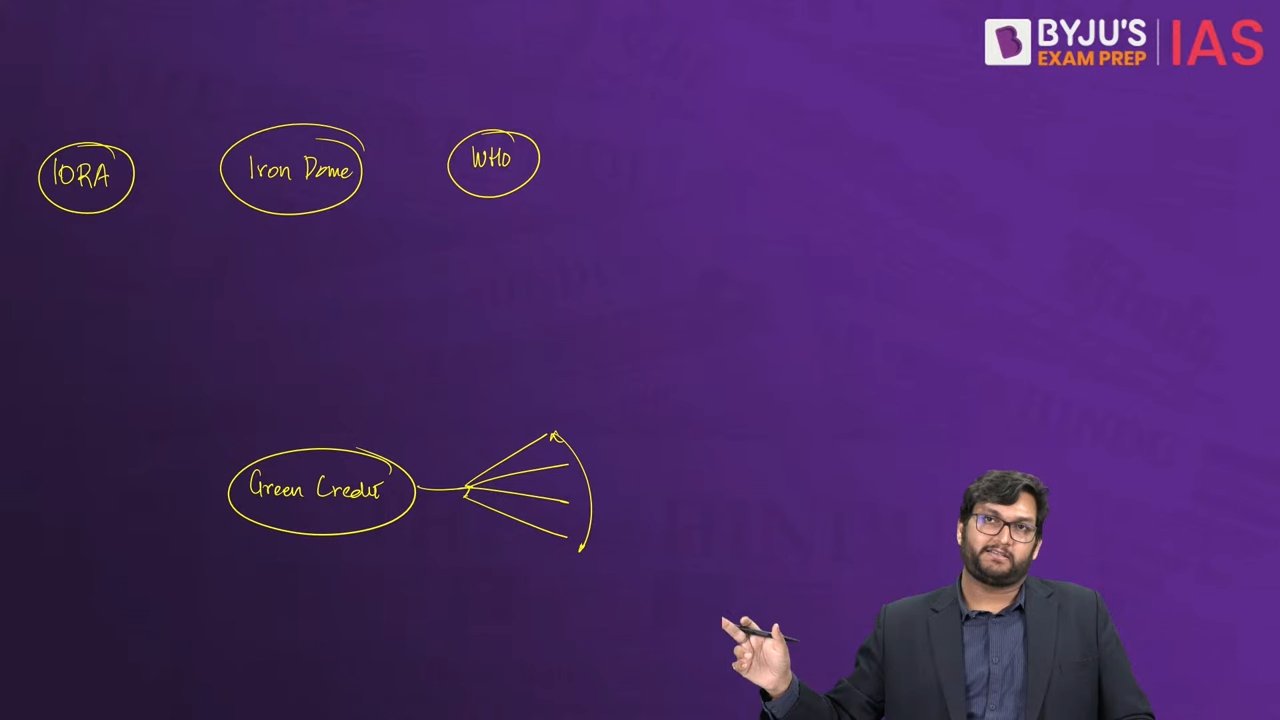 BYJU'S
EXAM PREP
IAS
IORA
Iron Dome
WHO
Green Credit